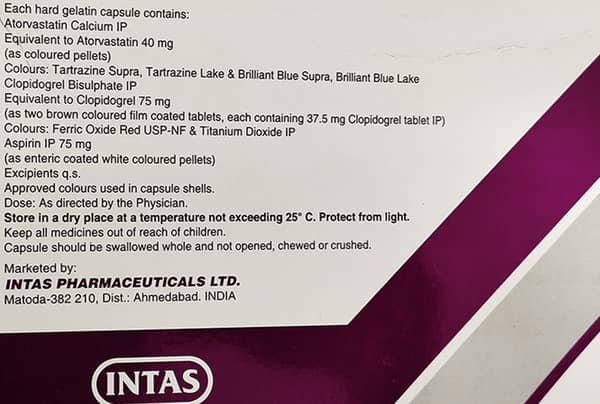 Each hard gelatin capsule contains:
Atorvastatin Calcium IP
Equivalent to Atorvastatin 40 mg
(as coloured pellets)
Colours: Tartrazine Supra, Tartrazine Lake & Brilliant Blue Supra, Brilliant Blue Lake
Clopidogrel Bisulphate IP
Equivalent to Clopidogrel 75 mg
(as two brown coloured film coated tablets, each containing 37.5 mg Clopidogrel tablet IP)
Colours: Ferric Oxide Red USP-NF & Titanium Dioxide IP
Aspirin IP 75 mg
(as enteric coated white coloured pellets)
Excipients q.s.
Approved colours used in capsule shells.
Dose: As directed by the Physician.
Store in a dry place at a temperature not exceeding 25° C. Protect from light.
Keep all medicines out of reach of children.
Capsule should be swallowed whole and not opened, chewed or crushed.
Marketed by:
INTAS PHARMACEUTICALS LTD.
Matoda-382 210, Dist.: Ahmedabad. INDIA
INTAS